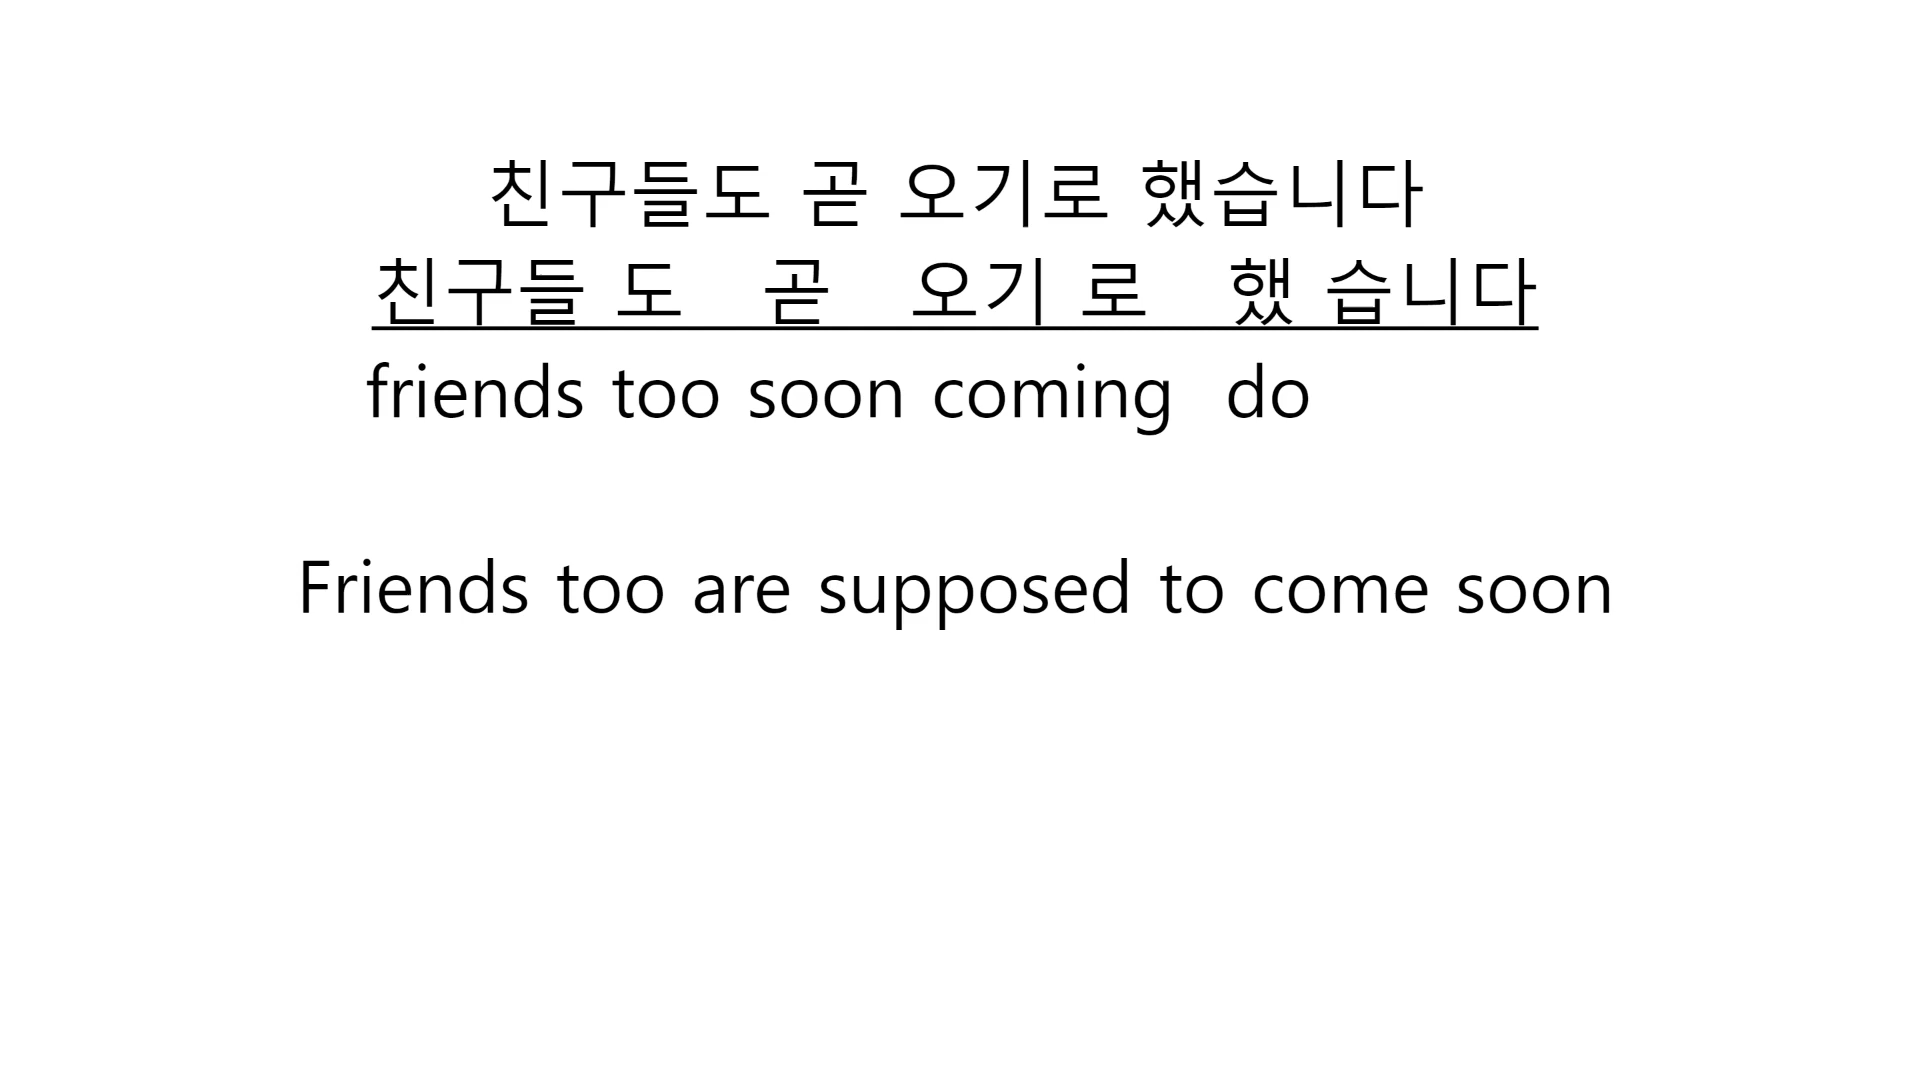 친구들도 곧 오기로 했습니다
친구들 도 곧 오기 로 했 습니다
friends too soon coming do
Friends too are supposed to come soon